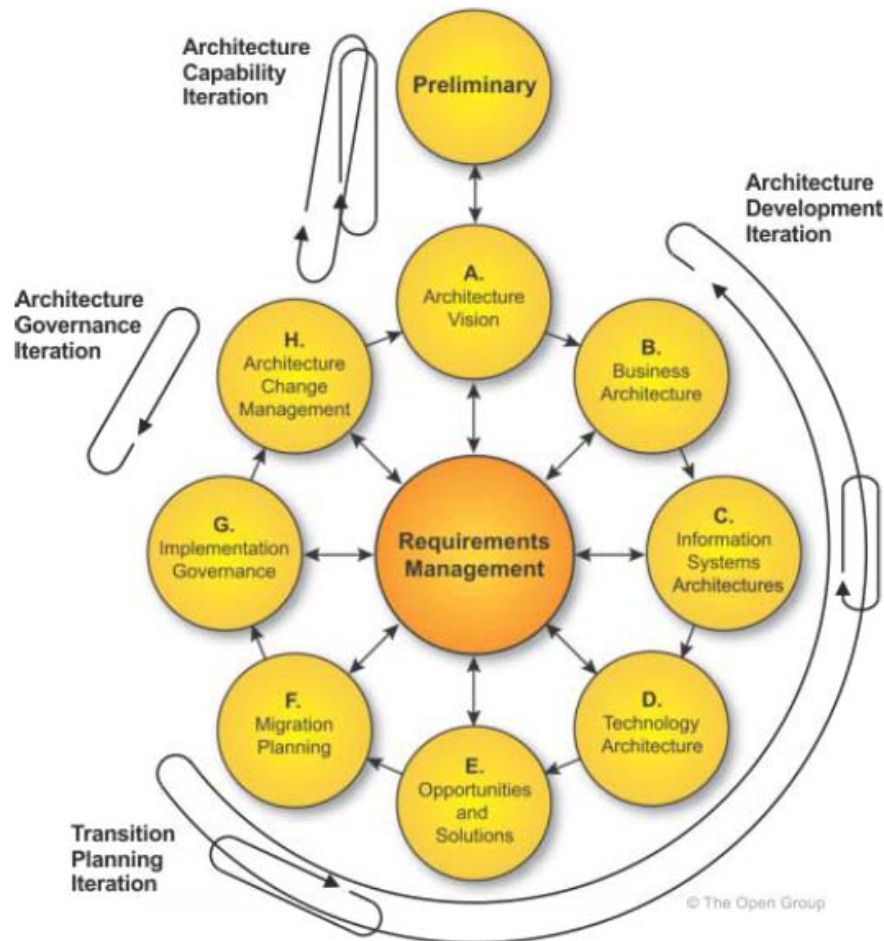 Architecture
Capability
Iteration
Preliminary
Architecture
Development
Iteration
A.
Architecture
Vision
Architecture
Governance
Iteration
H.
Architecture
Change
Management
B.
Business
Architecture
G.
Implementation
Governance
Requirements
Management
C.
Information
Systems
Architectures
F.
Migration
Planning
D.
Technology
Architecture
E.
Opportunities
and
Solutions
Transition
Planning
Iteration
© The Open Group